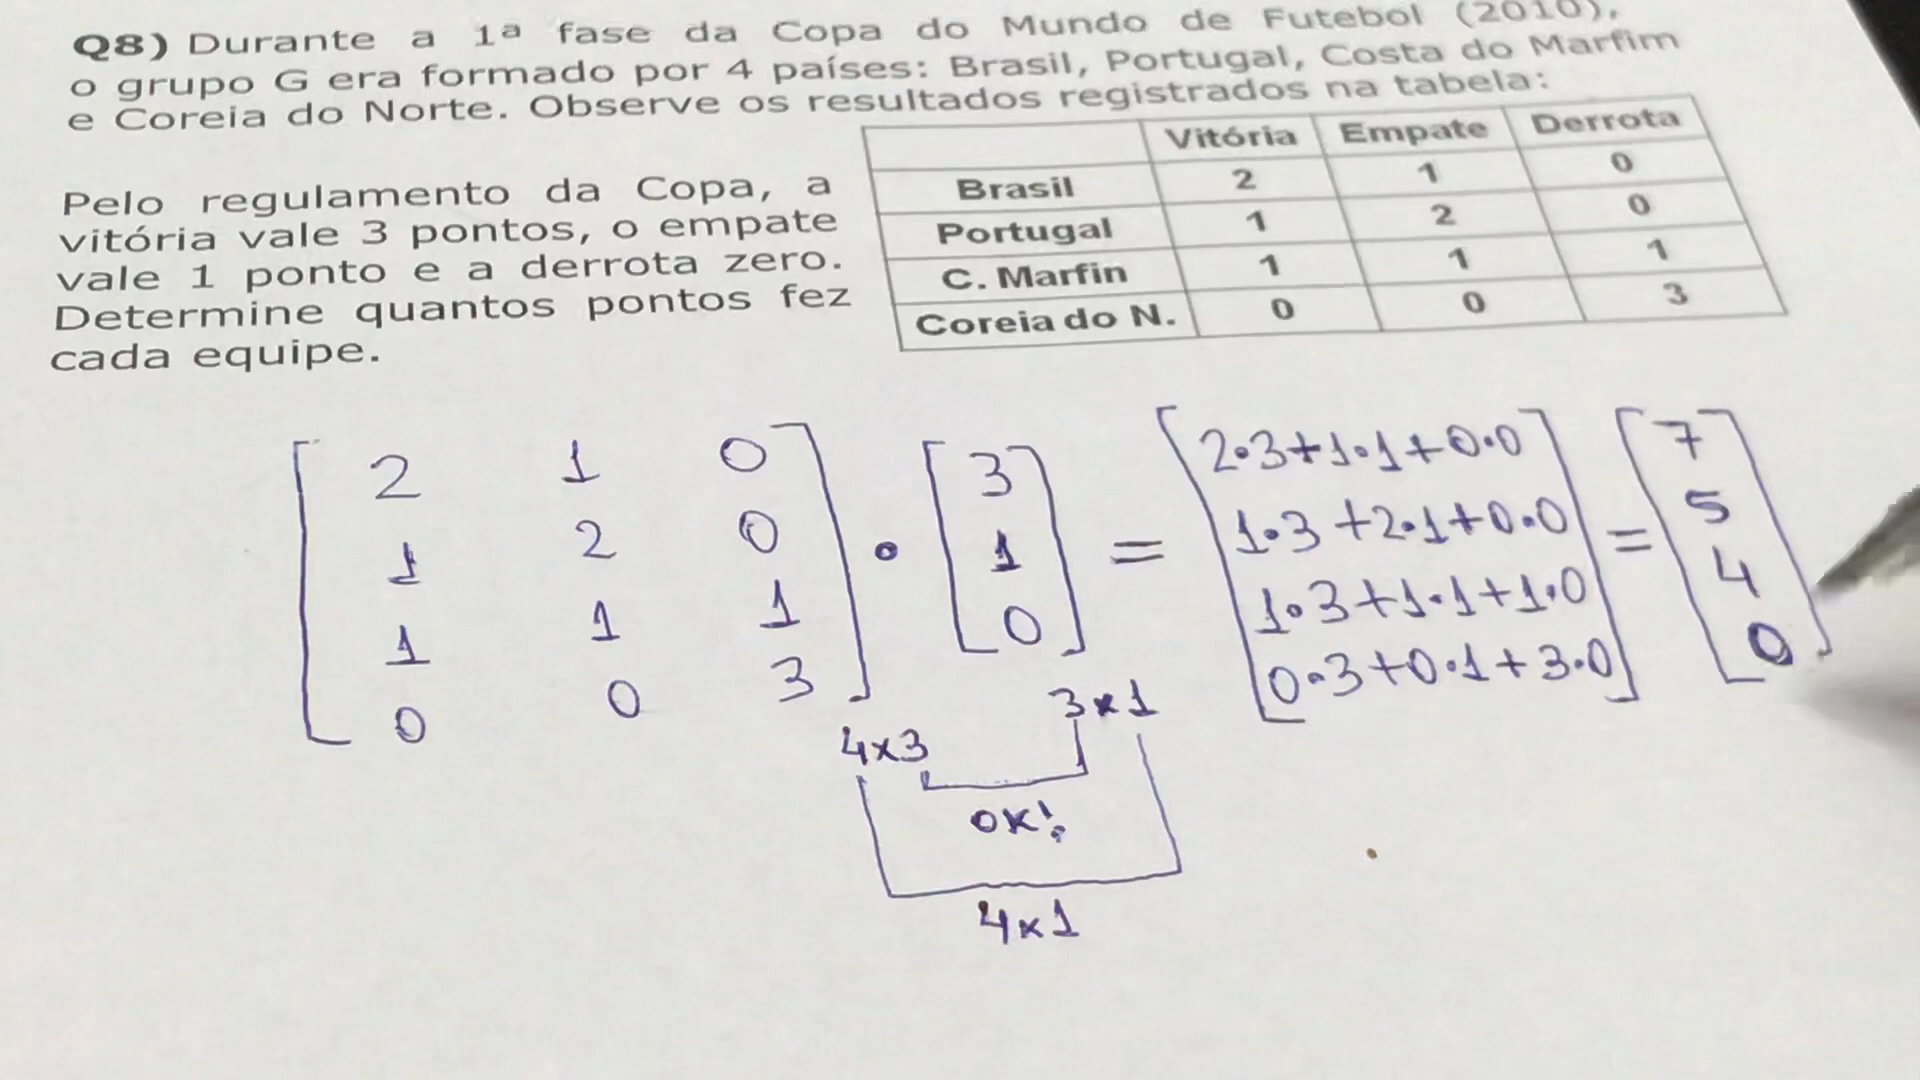 Q8) Durante a 1ª fase da Copa do Mundo de Futebol (2010),
o grupo G era formado por 4 países: Brasil, Portugal, Costa do Marfim
e Coreia do Norte. Observe os resultados registrados na tabela:
Pelo regulamento da Copa, a
vitória vale 3 pontos, o empate
vale 1 ponto e a derrota zero.
Determine quantos pontos fez
cada equipe.
Vitória Empate Derrota
Brasil 2 1 0
Portugal 1 2 0
C. Marfin 1 1 1
Coreia do N. 0 0 3
2 1 0
1 2 0
1 1 1
0 0 3
•
3
1
0
=
2•3+1•1+0•0
1•3+2•1+0•0
1•3+1•1+1•0
0•3+0•1+3•0
=
7
5
4
0
4x3 3x1
OK!
4x1